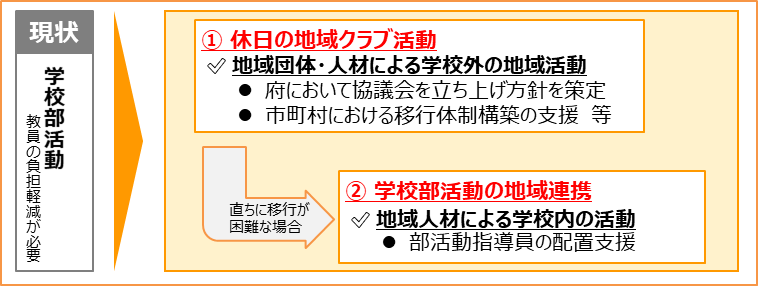 現状
学校部活動
教員の負担軽減が必要
① 休日の地域クラブ活動
✓ 地域団体・人材による学校外の地域活動
● 府において協議会を立ち上げ方針を策定
● 市町村における移行体制構築の支援 等
直ちに移行が
困難な場合
② 学校部活動の地域連携
✓ 地域人材による学校内の活動
● 部活動指導員の配置支援